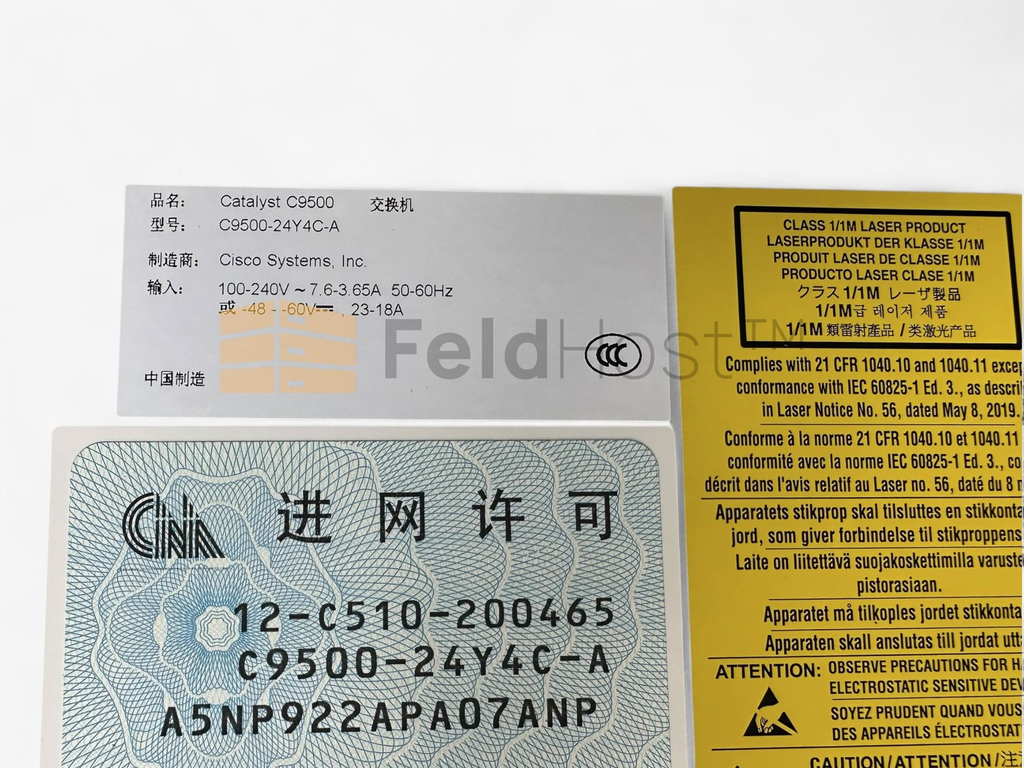 品名: Catalyst C9500 交换机
型号: C9500-24Y4C-A
制造商: Cisco Systems, Inc.
输入: 100-240V ~ 7.6-3.65A 50-60Hz
或 -48 - -60V⎓, 23-18A
FeldHost™
CCC
中国制造
CNA 进网许可
12-C510-200465
C9500-24Y4C-A
A5NP922APA07ANP
CLASS 1/1M LASER PRODUCT
LASERPRODUKT DER KLASSE 1/1M
PRODUIT LASER DE CLASSE 1/1M
PRODUCTO LASER CLASE 1/1M
クラス 1/1M レーザ製品
1/1M급 레이저 제품
1/1M 類雷射產品 / 类激光产品
Complies with 21 CFR 1040.10 and 1040.11
conformance with IEC 60825-1 Ed. 3., as
in Laser Notice No. 56, dated May 8, 2019.
Conforme à la norme 21 CFR 1040.10 et 1040.11
conformité avec la norme IEC 60825-1 Ed. 3.,
décrit dans l'avis relatif au Laser no. 56, daté du 8
Apparatets stikprop skal tilsluttes en
jord, som giver forbindelse til
Laite on liitettävä suojakoskettimilla
pistorasiaan.
Apparatet må tilkoples jordet
Apparaten skall anslutas till jordat
ATTENTION: OBSERVE PRECAUTIONS FOR
ELECTROSTATIC SENSITIVE
SOYEZ PRUDENT QUAND VOUS
DES APPAREILS
CAUTION/ATTENTION/注